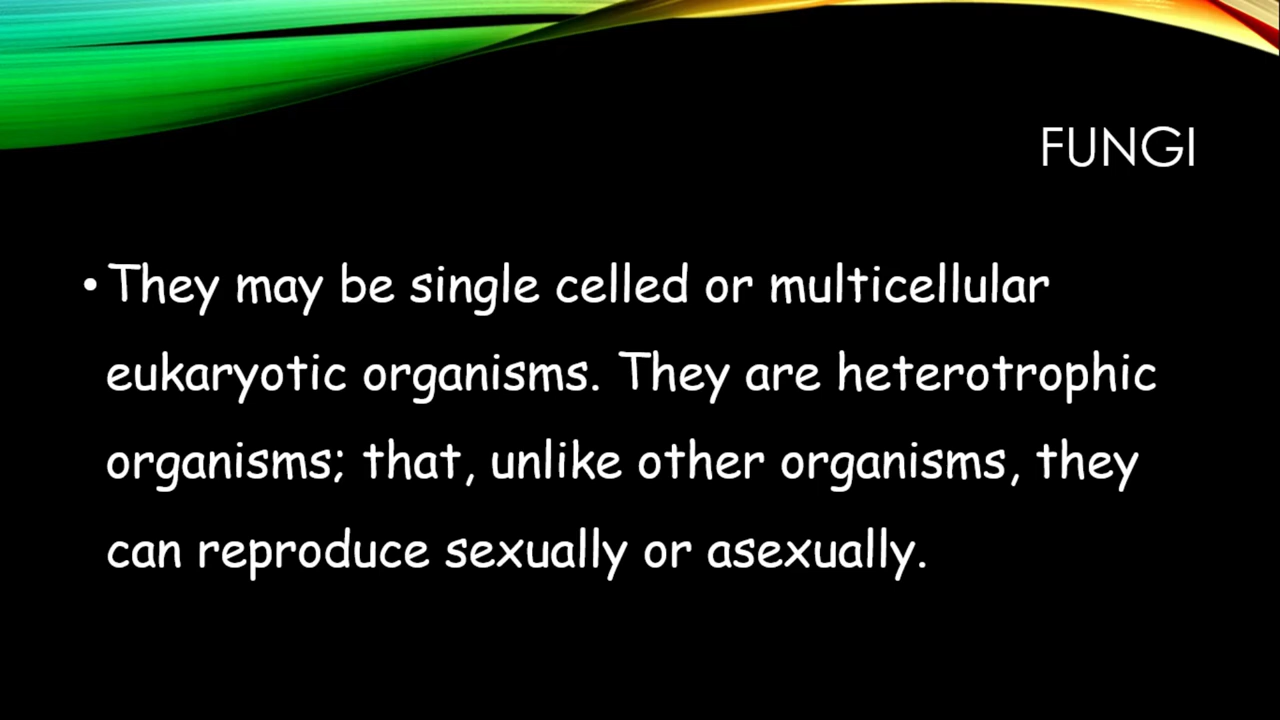 FUNGI
• They may be single celled or multicellular
eukaryotic organisms. They are heterotrophic
organisms; that, unlike other organisms, they
can reproduce sexually or asexually.